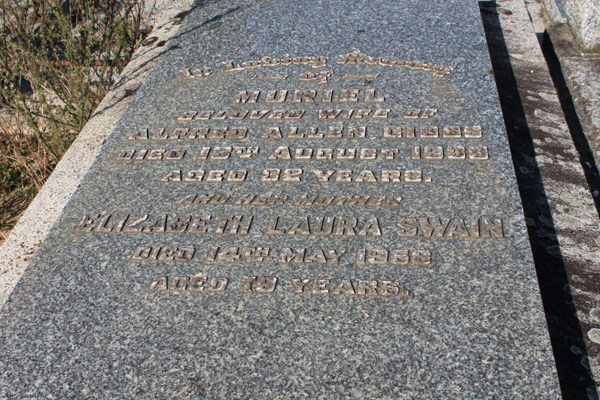 In Loving Memory
OF
MURIEL
BELOVED WIFE OF
ALFRED ALLEN GIBBS
DIED 16TH AUGUST
AGED 32 YEARS.
AND HER MOTHER
ELIZABETH LAURA SWAIN
DIED 14TH MAY
AGED YEARS.